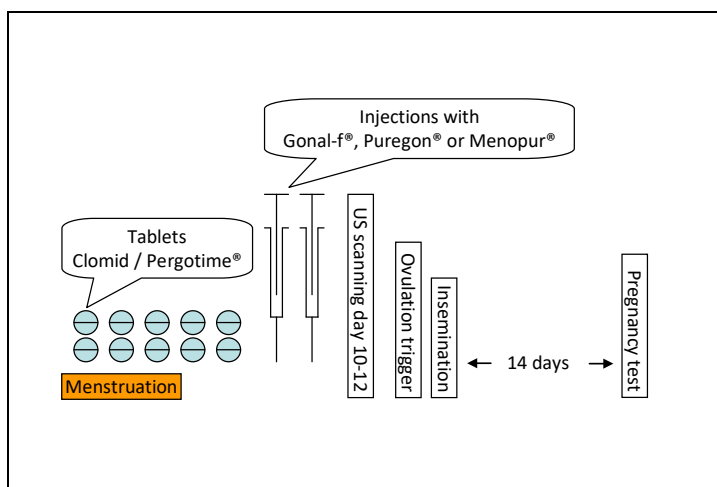 Injections with
Gonal-f®, Puregon® or Menopur®
Tablets
Clomid / Pergotime®
US scanning day 10-12
Ovulation trigger
Insemination
14 days
Pregnancy test
Menstruation